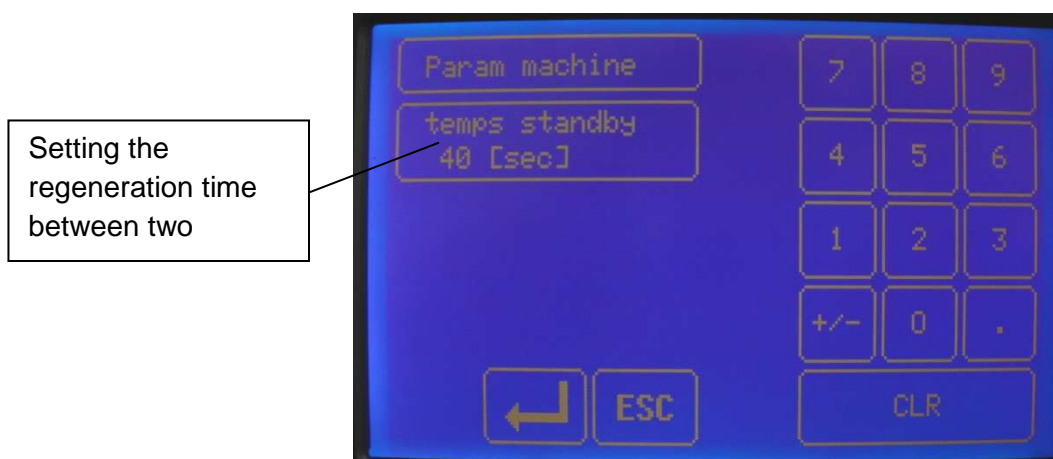 Setting the
regeneration time
between two
Param machine
temps standby
40 [sec]
7 8 9
4 5 6
1 2 3
+/- 0 .
ESC
CLR